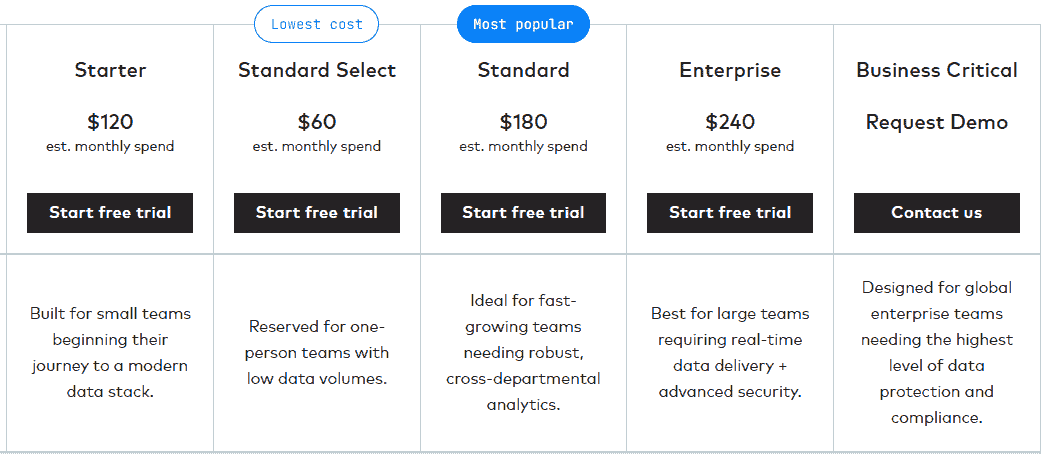 Lowest cost
Most popular
Starter
Standard Select
Standard
Enterprise
Business Critical
$120
$60
$180
$240
Request Demo
est. monthly spend
est. monthly spend
est. monthly spend
est. monthly spend
Start free trial
Start free trial
Start free trial
Start free trial
Contact us
Built for small teams
beginning their
journey to a modern
data stack.
Reserved for one-
person teams with
low data volumes.
Ideal for fast-
growing teams
needing robust,
cross-departmental
analytics.
Best for large teams
requiring real-time
data delivery +
advanced security.
Designed for global
enterprise teams
needing the highest
level of data
protection and
compliance.